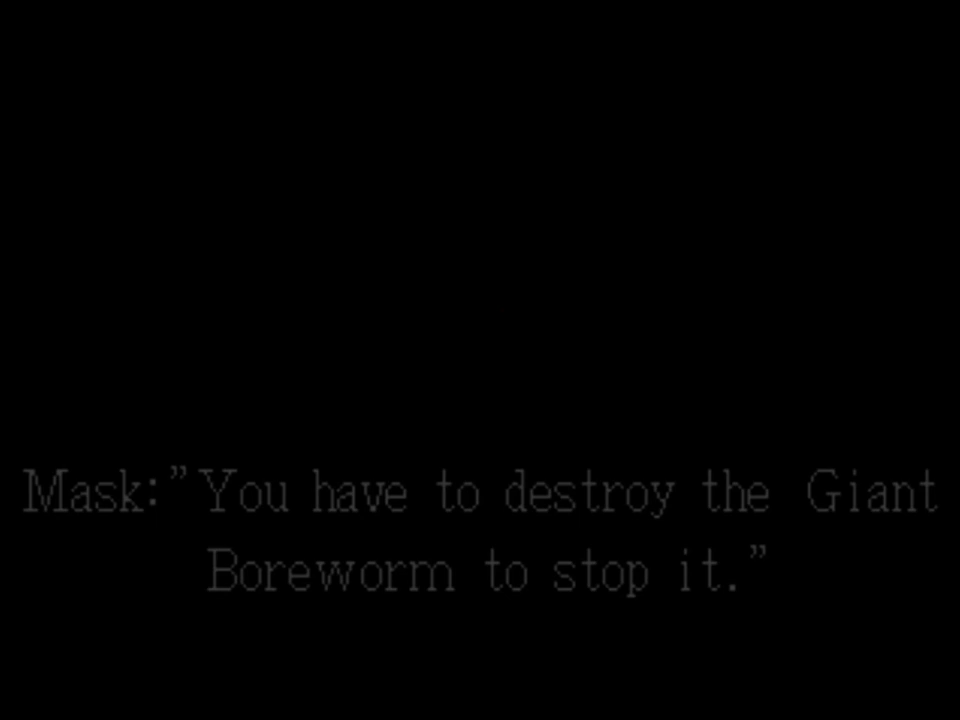 Mask:”You have to destroy the Giant
Boreworm to stop it.”